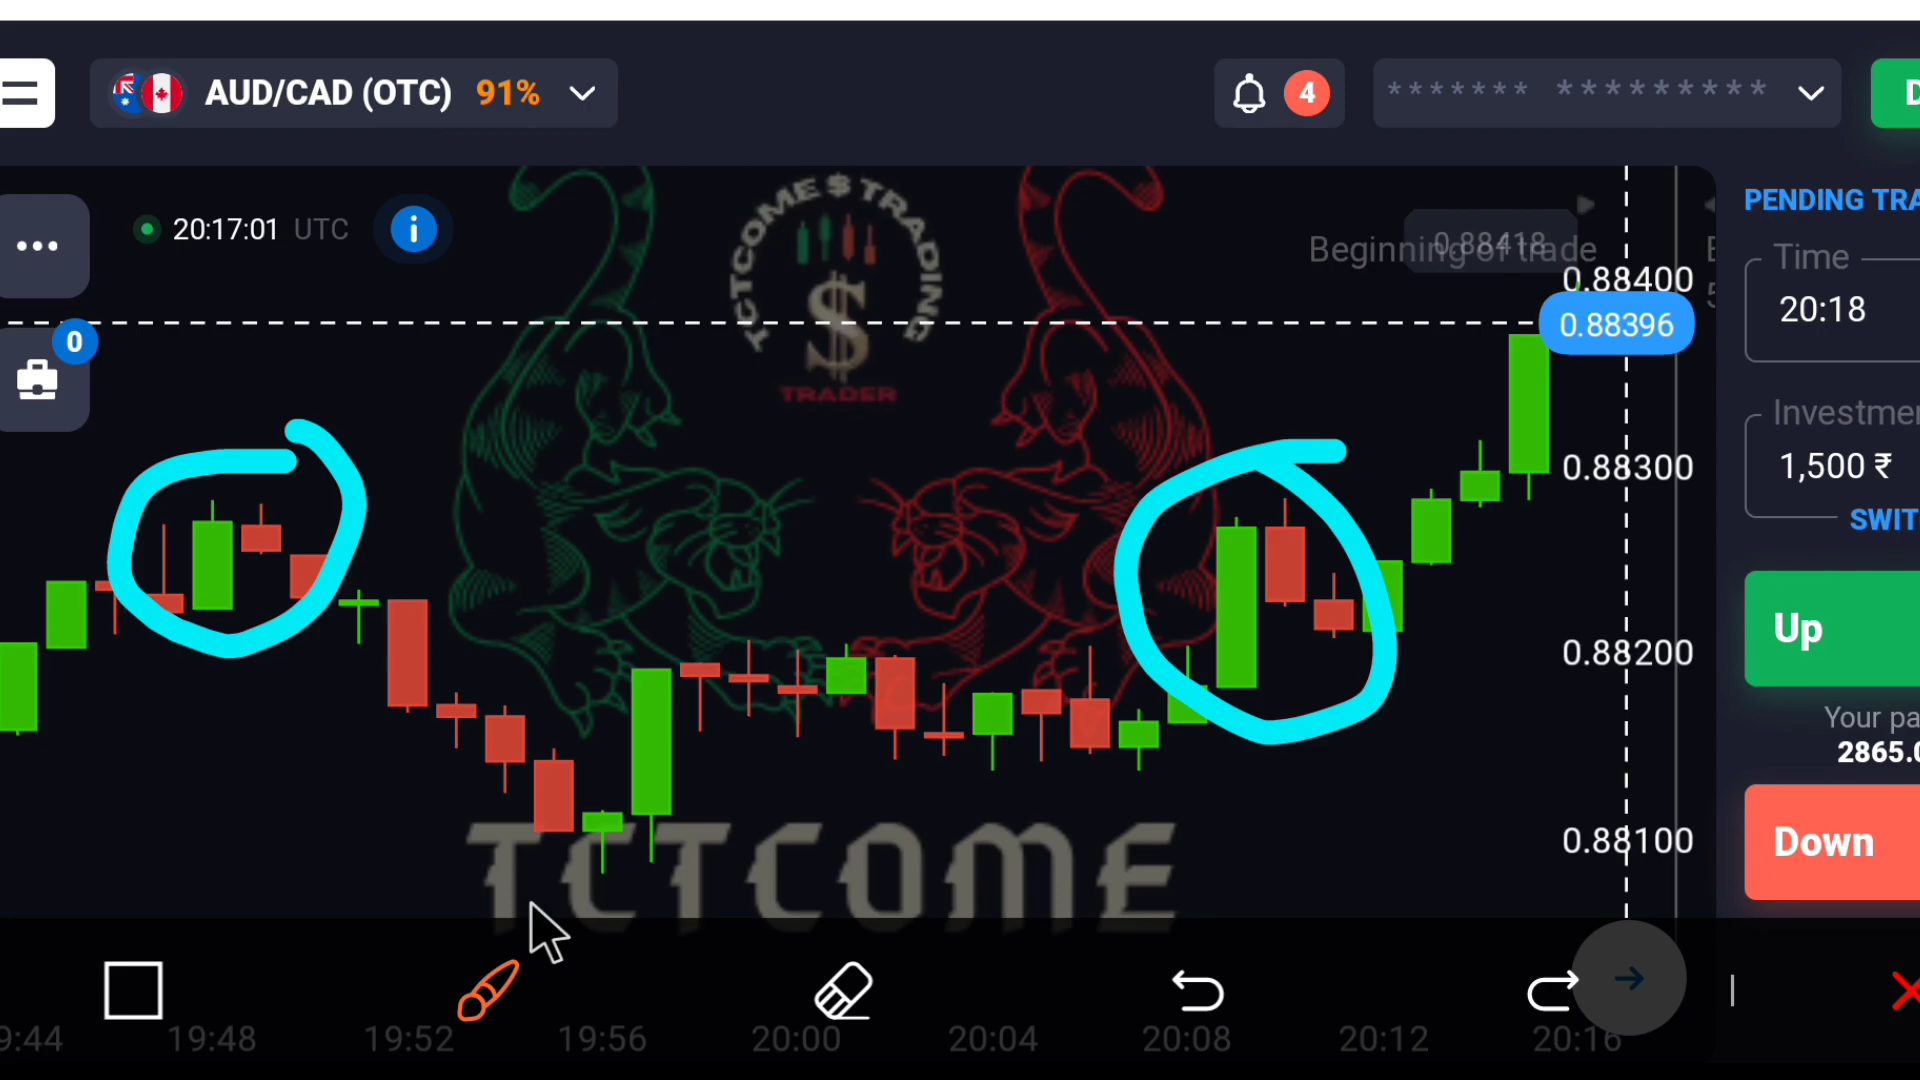 AUD/CAD (OTC) 91%
4
******* *********
D
20:17:01 UTC
i
0
TCTCOME $ TRADING
$
TRADER
0.88418
Beginning of trade
0.88400
0.88396
0.88300
0.88200
0.88100
PENDING TRA
Time
20:18
Investme
1,500 ₹
SWIT
Up
Your pa
2865.0
Down
TCTCOME
9:44 19:48 19:52 19:56 20:00 20:04 20:08 20:12 20:16